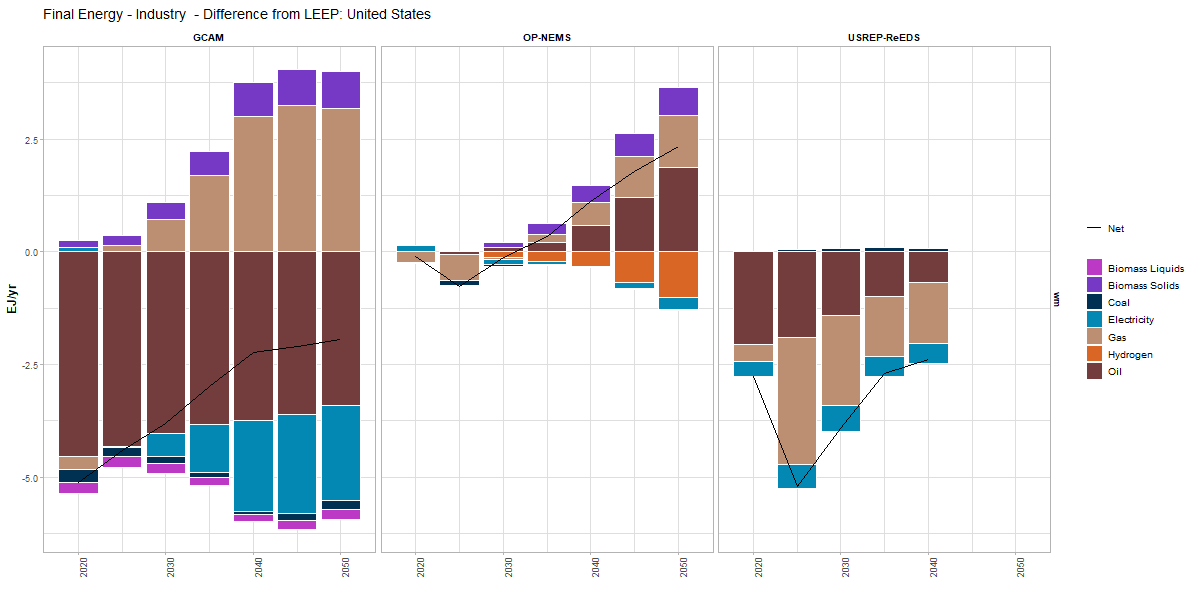 Final Energy - Industry - Difference from LEEP: United States
GCAM
OP-NEMS
USREP-ReEDS
EJ/yr
2.5
0.0
-2.5
-5.0
2020
2030
2040
2050
2020
2030
2040
2050
2020
2030
2040
2050
wm
Net
Biomass Liquids
Biomass Solids
Coal
Electricity
Gas
Hydrogen
Oil